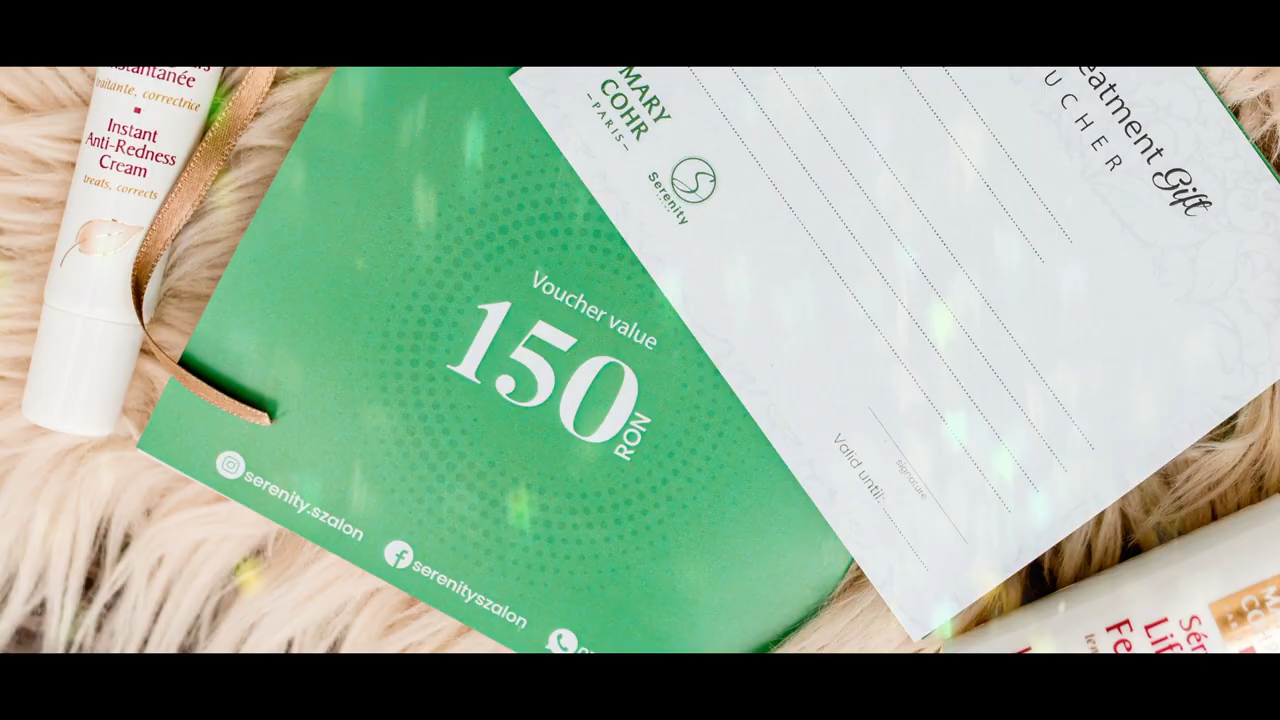 Instantanée
traitante, correctrice
Instant
Anti-Redness
Cream
treats, corrects
MARY
COHR
–PARIS–
Serenity
Treatment Gift
VOUCHER
Voucher value
150
RON
serenity.szalon
serenityszalon
Valid until:
signature